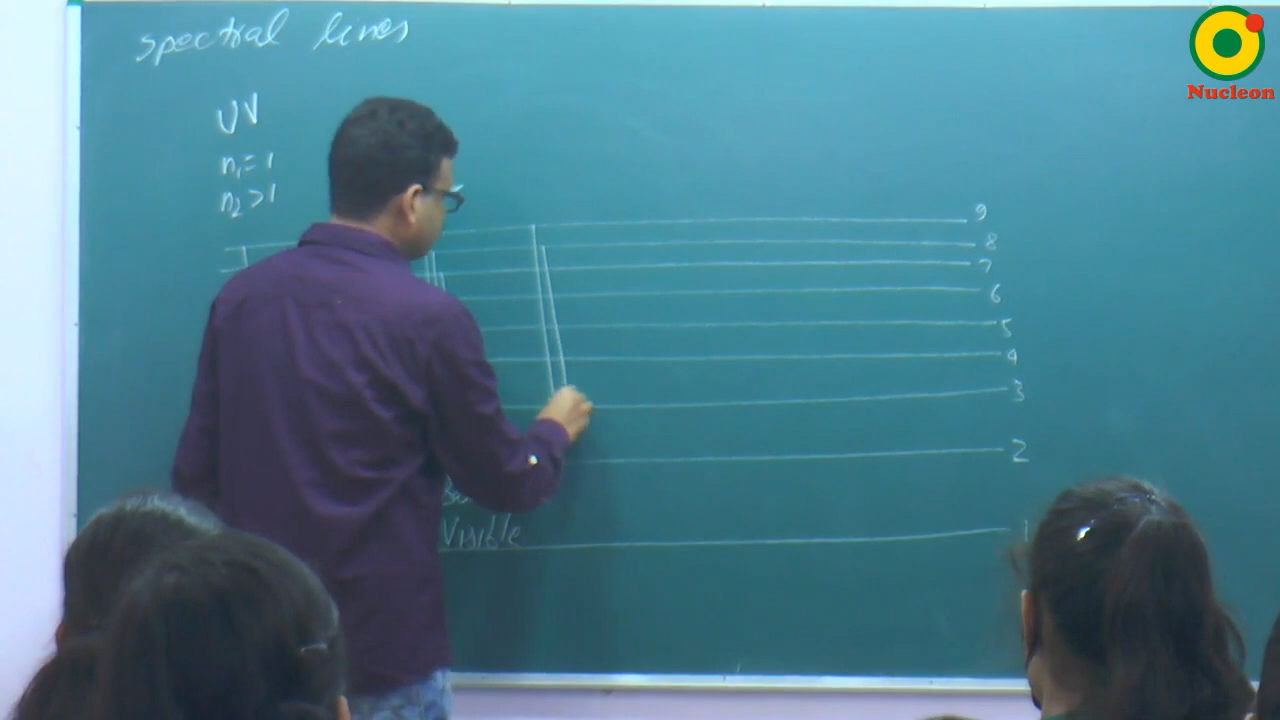 spectral lines
Nucleon
UV
n₁ = 1
n₂ > 1
9
8
7
6
5
4
3
2
Visible
1